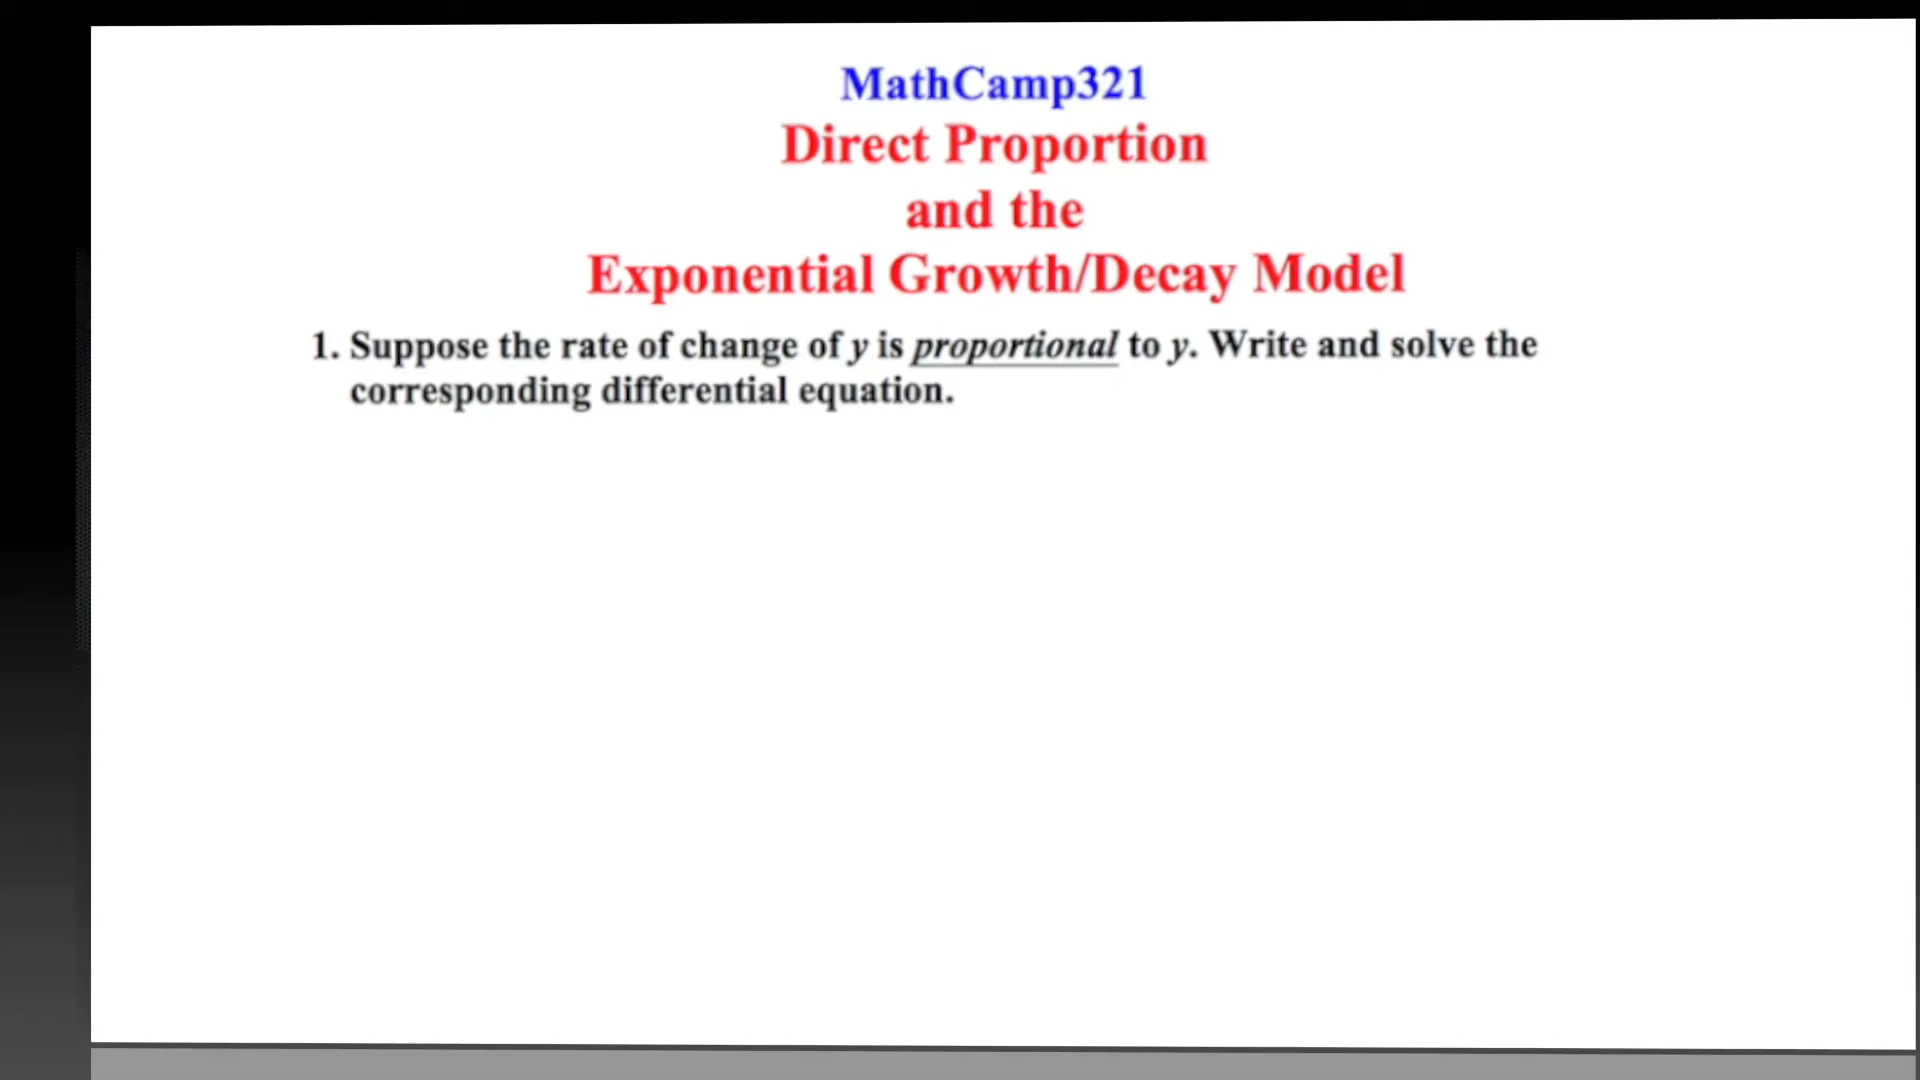 MathCamp321
Direct Proportion
and the
Exponential Growth/Decay Model
1. Suppose the rate of change of y is proportional to y. Write and solve the
corresponding differential equation.